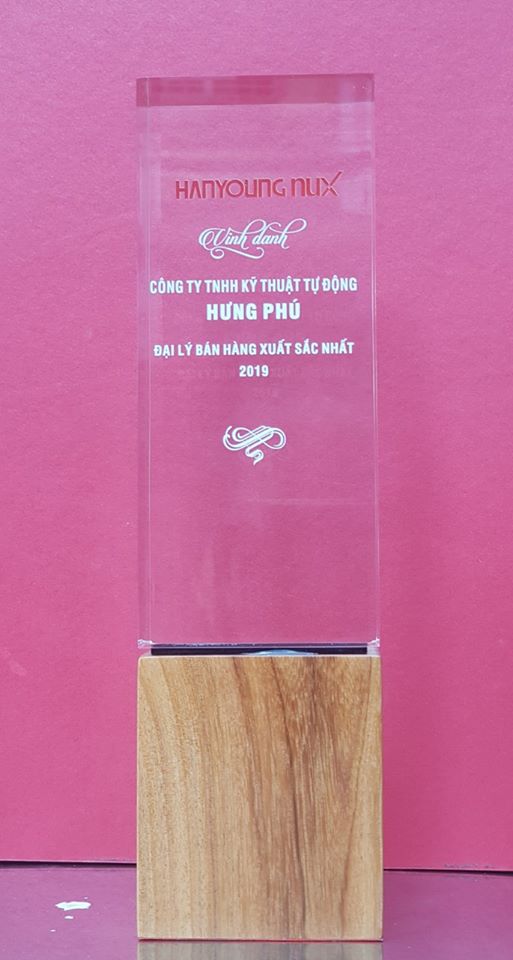 HANYOUNG NUX
Vinh danh
CÔNG TY TNHH KỸ THUẬT TỰ ĐỘNG
HƯNG PHÚ
ĐẠI LÝ BÁN HÀNG XUẤT SẮC NHẤT
2019